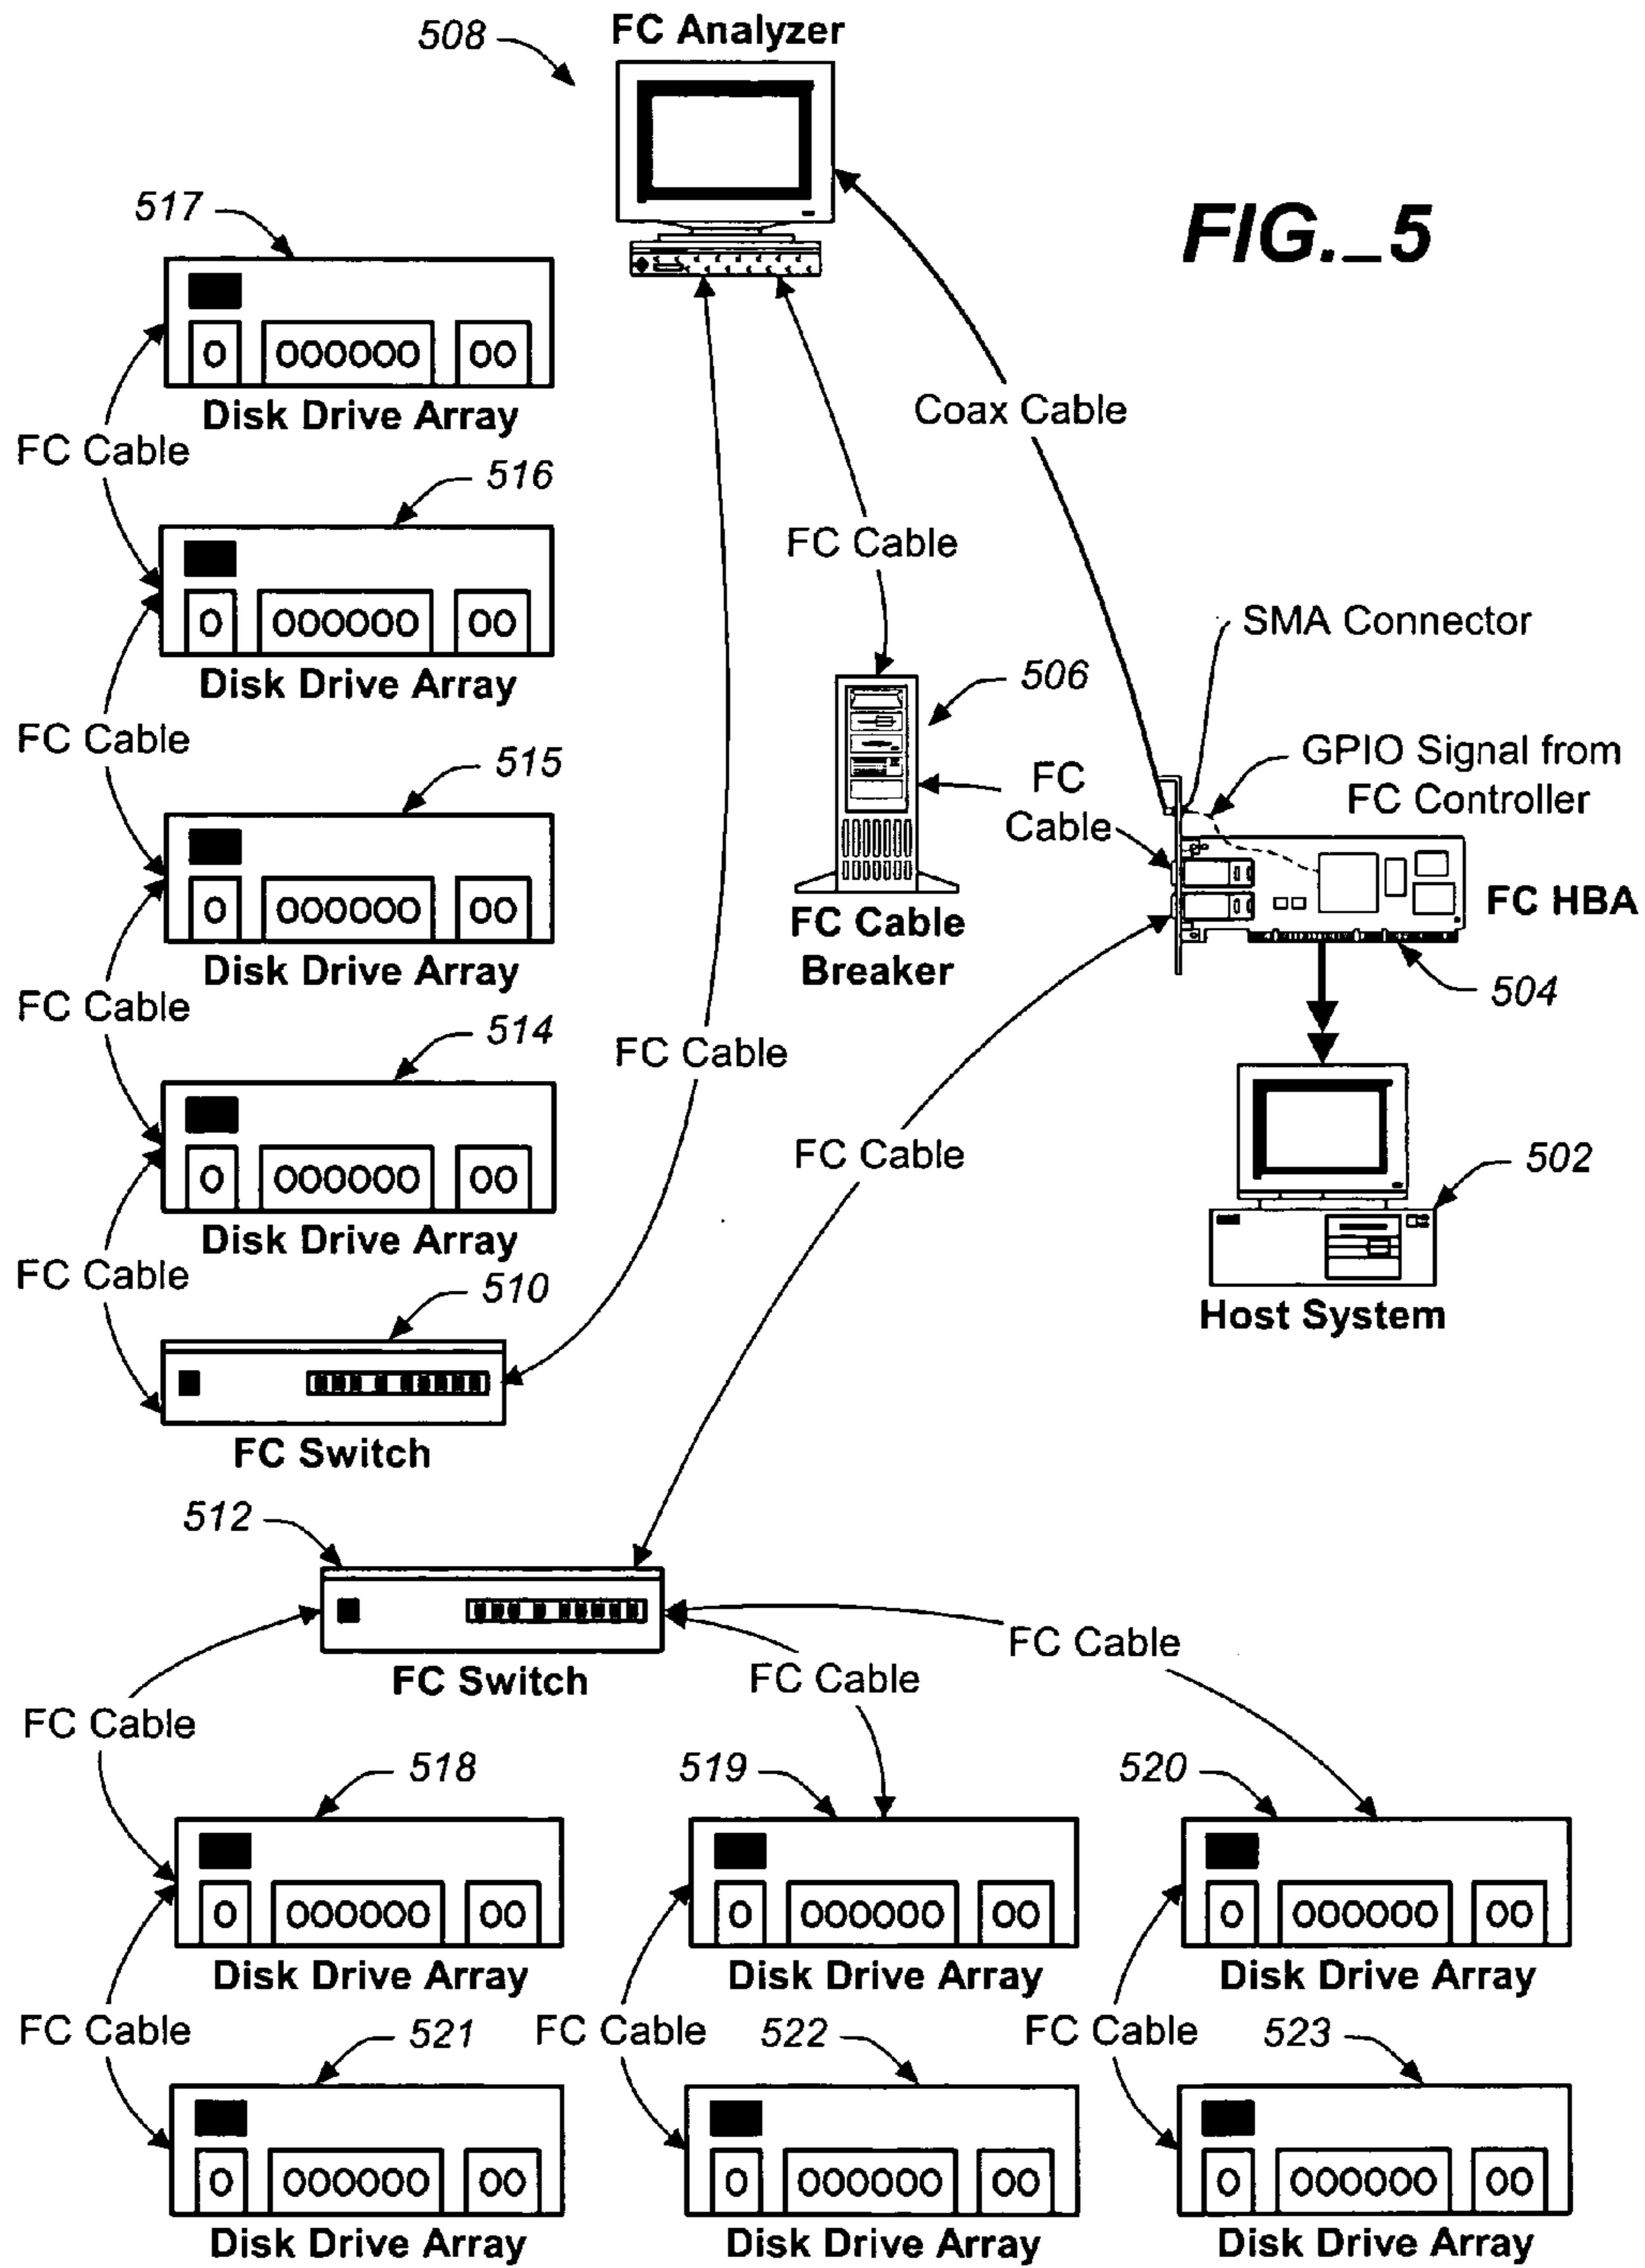 508
FC Analyzer
FIG._5
517
Disk Drive Array
FC Cable
516
Disk Drive Array
FC Cable
515
Disk Drive Array
FC Cable
514
Disk Drive Array
FC Cable
510
FC Switch
Coax Cable
FC Cable
SMA Connector
506
GPIO Signal from
FC Controller
FC
Cable
FC Cable
Breaker
FC HBA
504
FC Cable
FC Cable
502
Host System
512
FC Switch
FC Cable
FC Cable
FC Cable
518
519
520
0
000000
00
0
000000
00
0
000000
00
0
000000
00
0
000000
00
0
000000
00
0
000000
00
Disk Drive Array
Disk Drive Array
Disk Drive Array
FC Cable
521
FC Cable
522
FC Cable
523
0
000000
00
0
000000
00
0
000000
00
Disk Drive Array
Disk Drive Array
Disk Drive Array